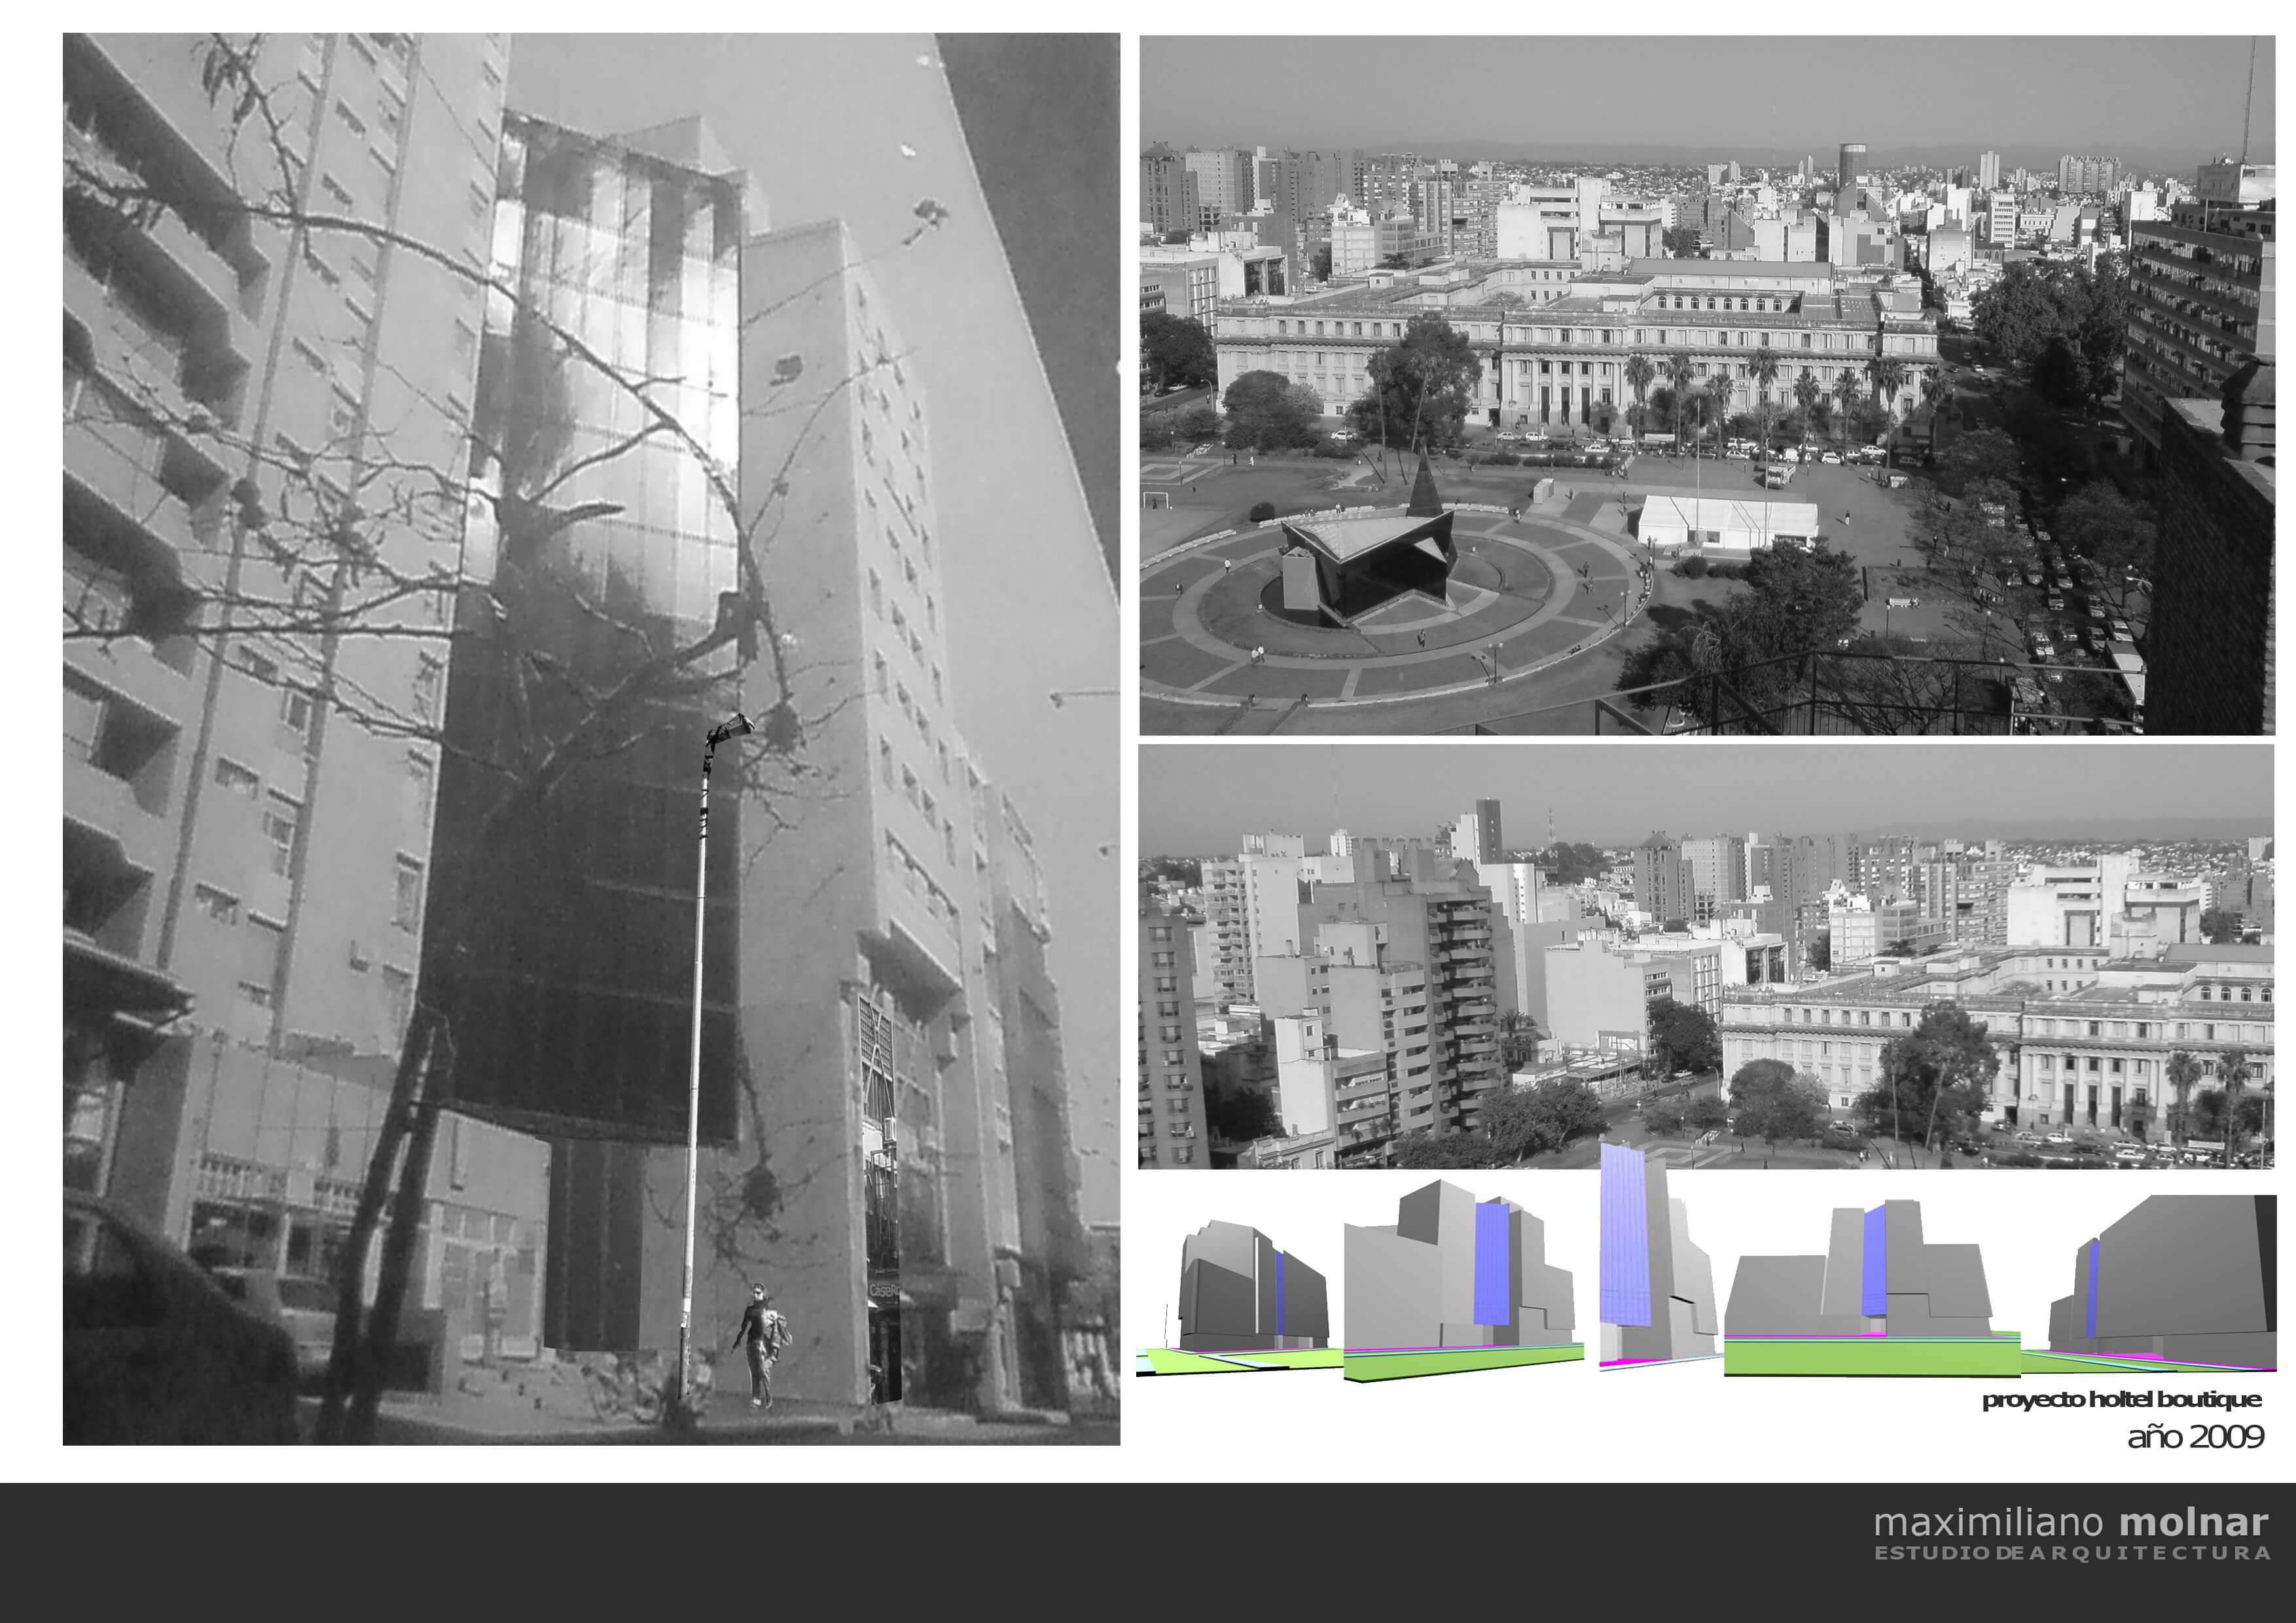 proyecto holtel boutique
año 2009
maximiliano molnar
ESTUDIO DE ARQUITECTURA